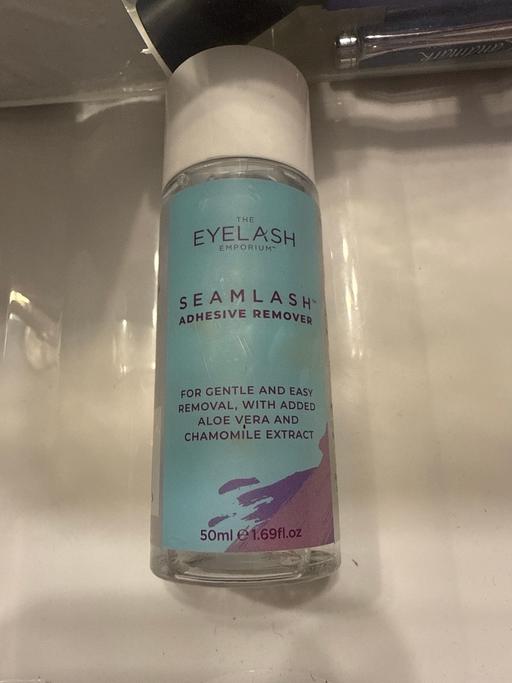 THE
EYELASH
EMPORIUM™
SEAMLASH™
ADHESIVE REMOVER
FOR GENTLE AND EASY
REMOVAL, WITH ADDED
ALOE VERA AND
CHAMOMILE EXTRACT
50ml ℮ 1.69fl.oz